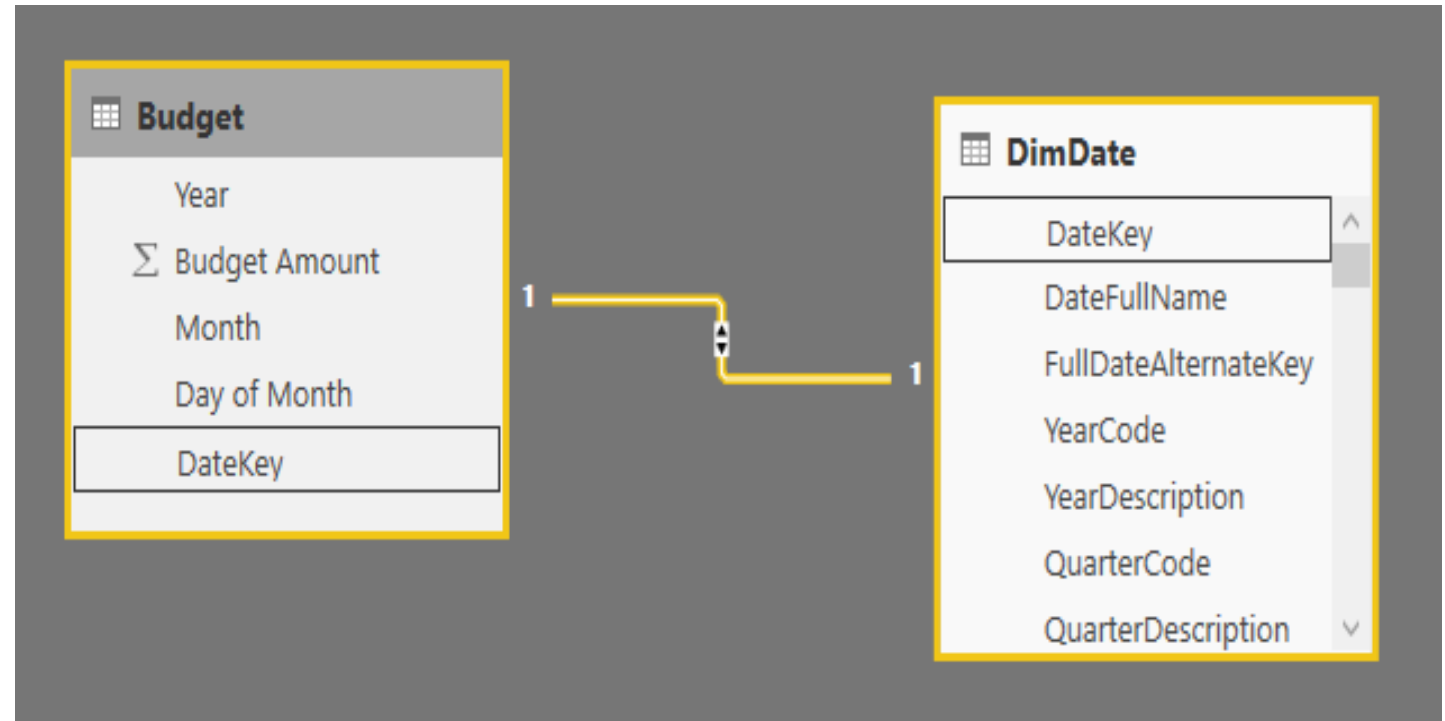 Budget
Year
Σ Budget Amount
Month
Day of Month
DateKey
1
1
DimDate
DateKey
DateFullName
FullDateAlternateKey
YearCode
YearDescription
QuarterCode
QuarterDescription